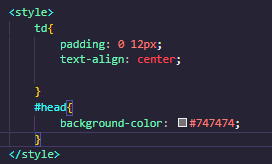 <style>
    td{
        padding: 0 12px;
        text-align: center;

    }
    #head{
        background-color: #747474;
    }
</style>